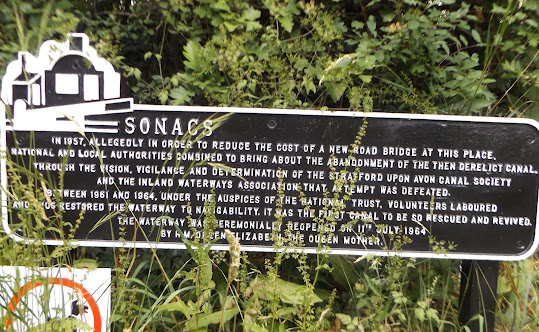 SONACS
IN 1957, ALLEGEDLY IN ORDER TO REDUCE THE COST OF A NEW ROAD BRIDGE AT THIS PLACE,
NATIONAL AND LOCAL AUTHORITIES COMBINED TO BRING ABOUT THE ABANDONMENT OF THE THEN DERELICT CANAL.
THROUGH THE VISION, VIGILANCE AND DETERMINATION OF THE STRATFORD UPON AVON CANAL SOCIETY
AND THE INLAND WATERWAYS ASSOCIATION THAT ATTEMPT WAS DEFEATED.
BETWEEN 1961 AND 1964, UNDER THE AUSPICES OF THE NATIONAL TRUST, VOLUNTEERS LABOURED
AND THUS RESTORED THE WATERWAY TO NAVIGABILITY. IT WAS THE FIRST CANAL TO BE SO RESCUED AND REVIVED.
THE WATERWAY WAS CEREMONIALLY REOPENED ON 11TH JULY 1964
BY H.M. QUEEN ELIZABETH, THE QUEEN MOTHER.